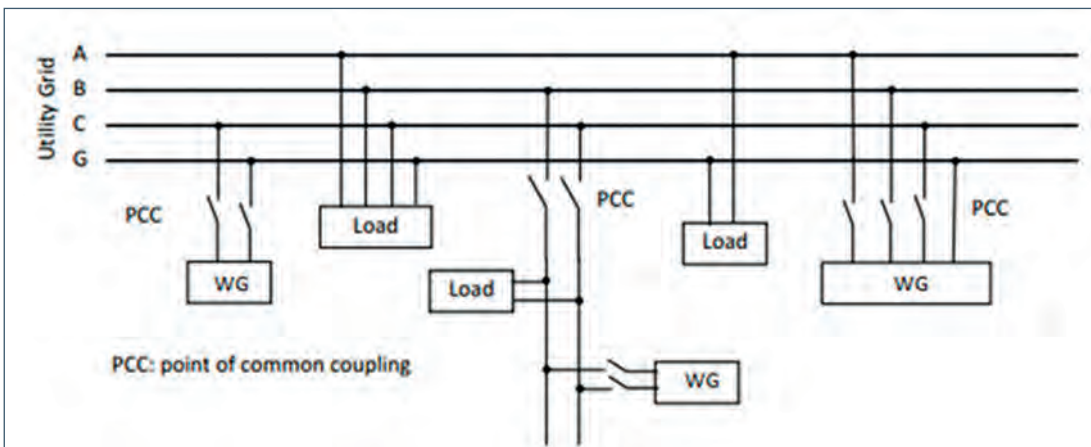 Utility Grid
A
B
C
G
PCC
PCC
PCC
Load
Load
WG
Load
WG
PCC: point of common coupling
WG